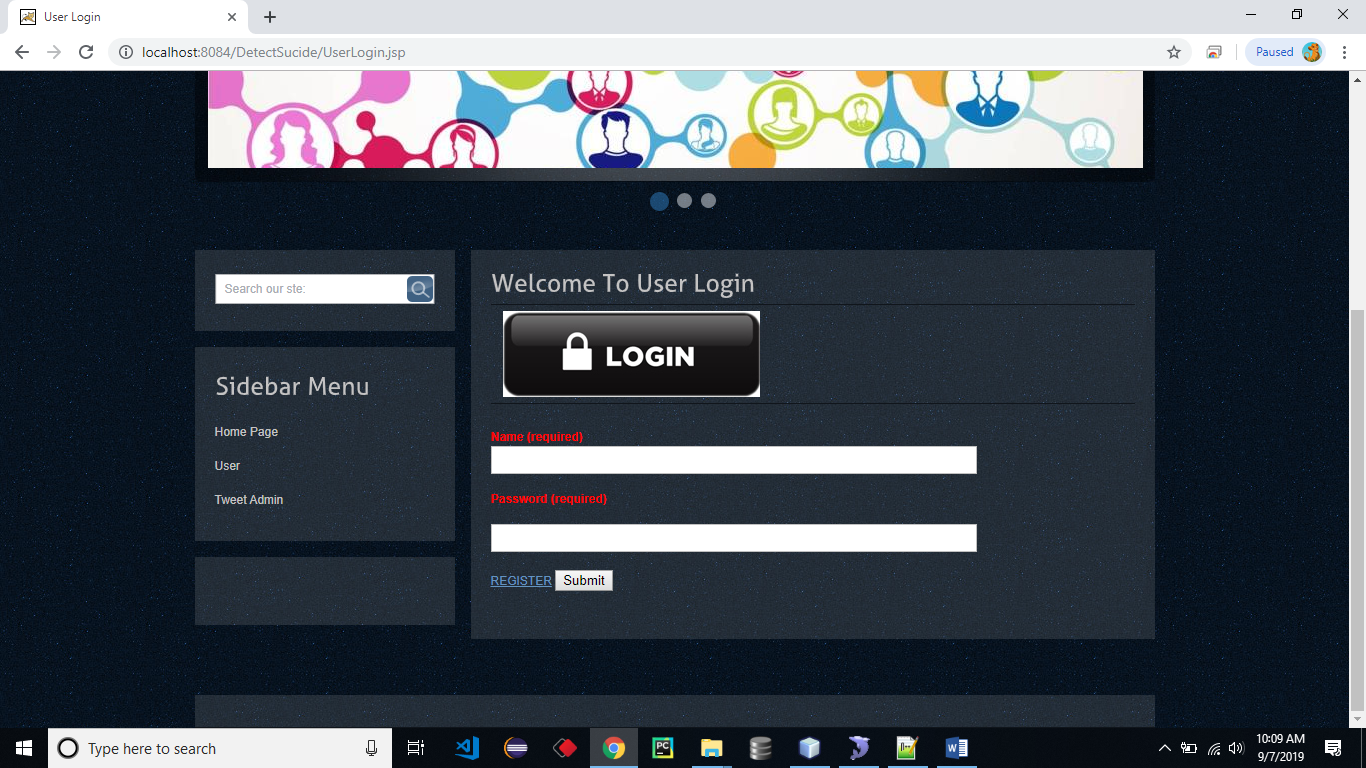 User Login
localhost:8084/DetectSucide/UserLogin.jsp
Paused
Search our ste:
Sidebar Menu
Home Page
User
Tweet Admin
Welcome To User Login
LOGIN
Name (required)
Password (required)
REGISTER Submit
Type here to search
PC
W
10:09 AM
9/7/2019